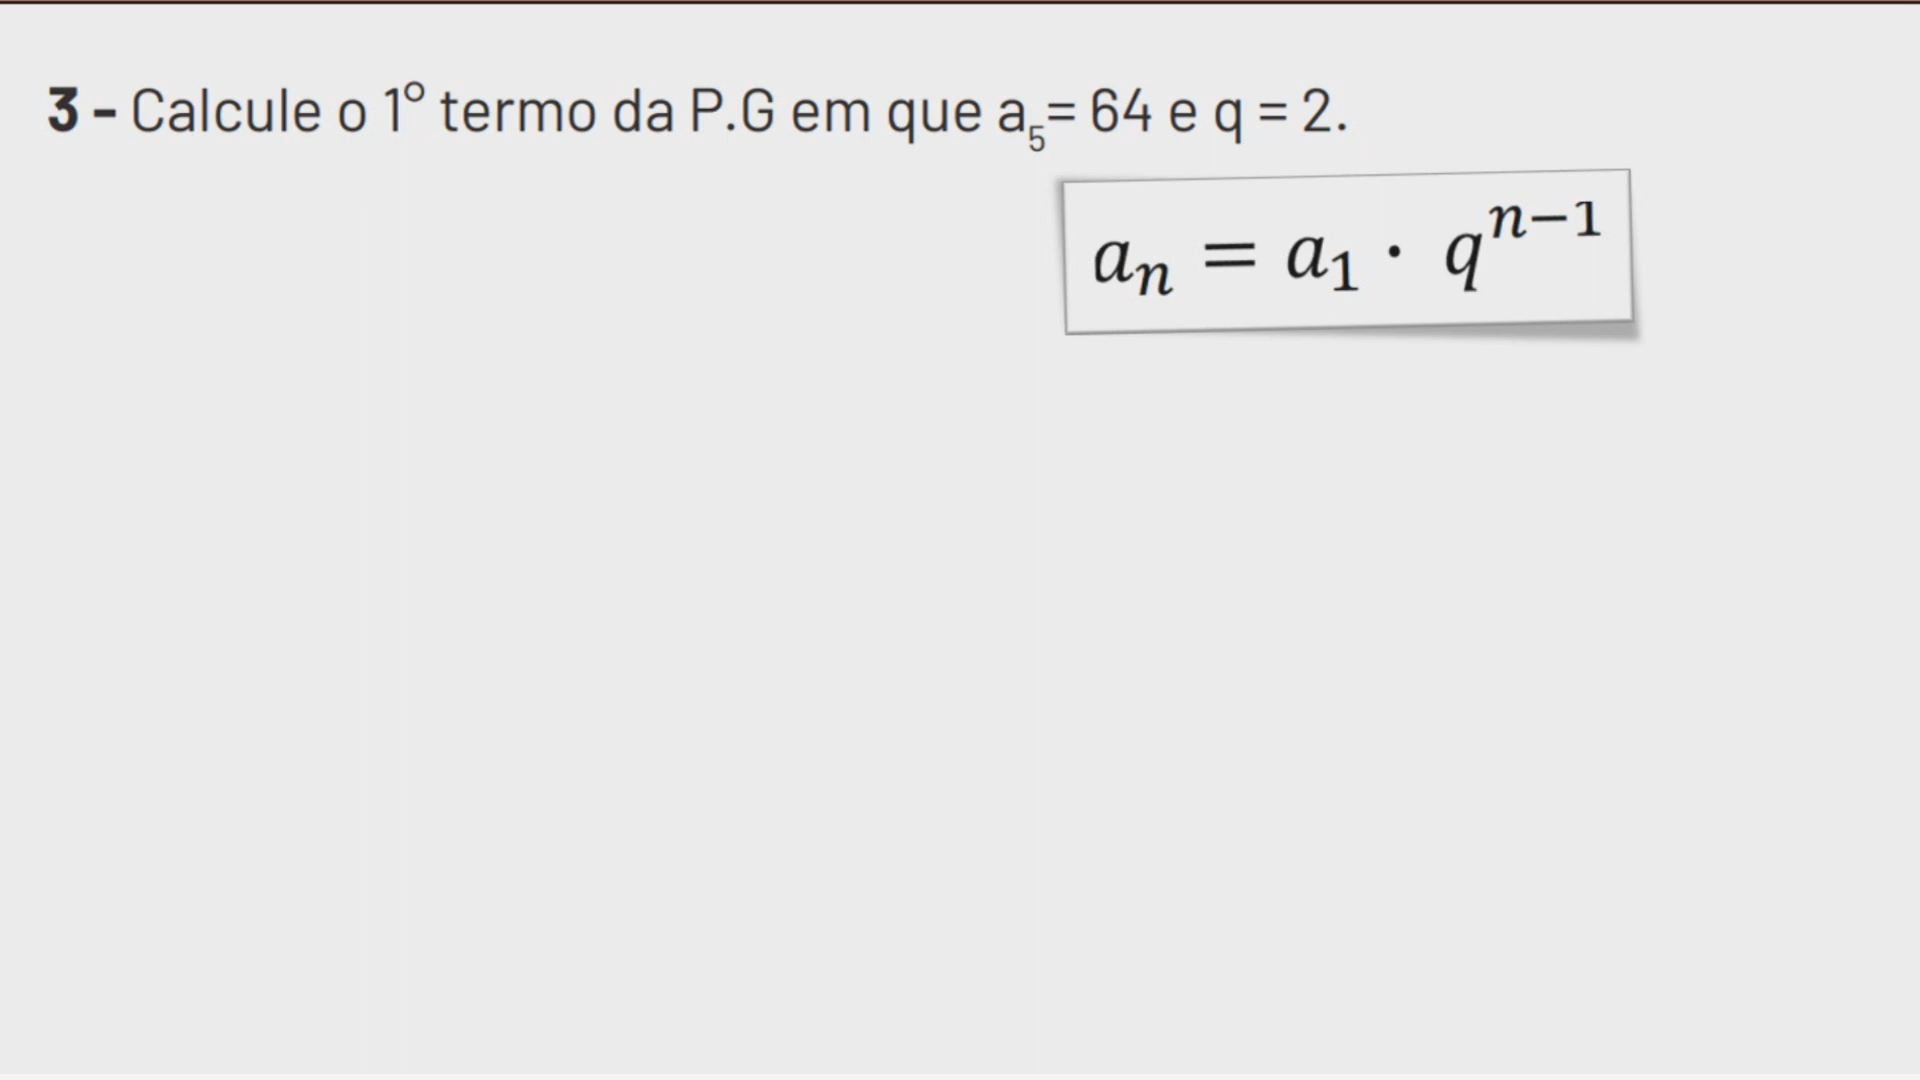 3 - Calcule o 1° termo da P.G em que a₅= 64 e q = 2.
aₙ = a₁ · qⁿ⁻¹